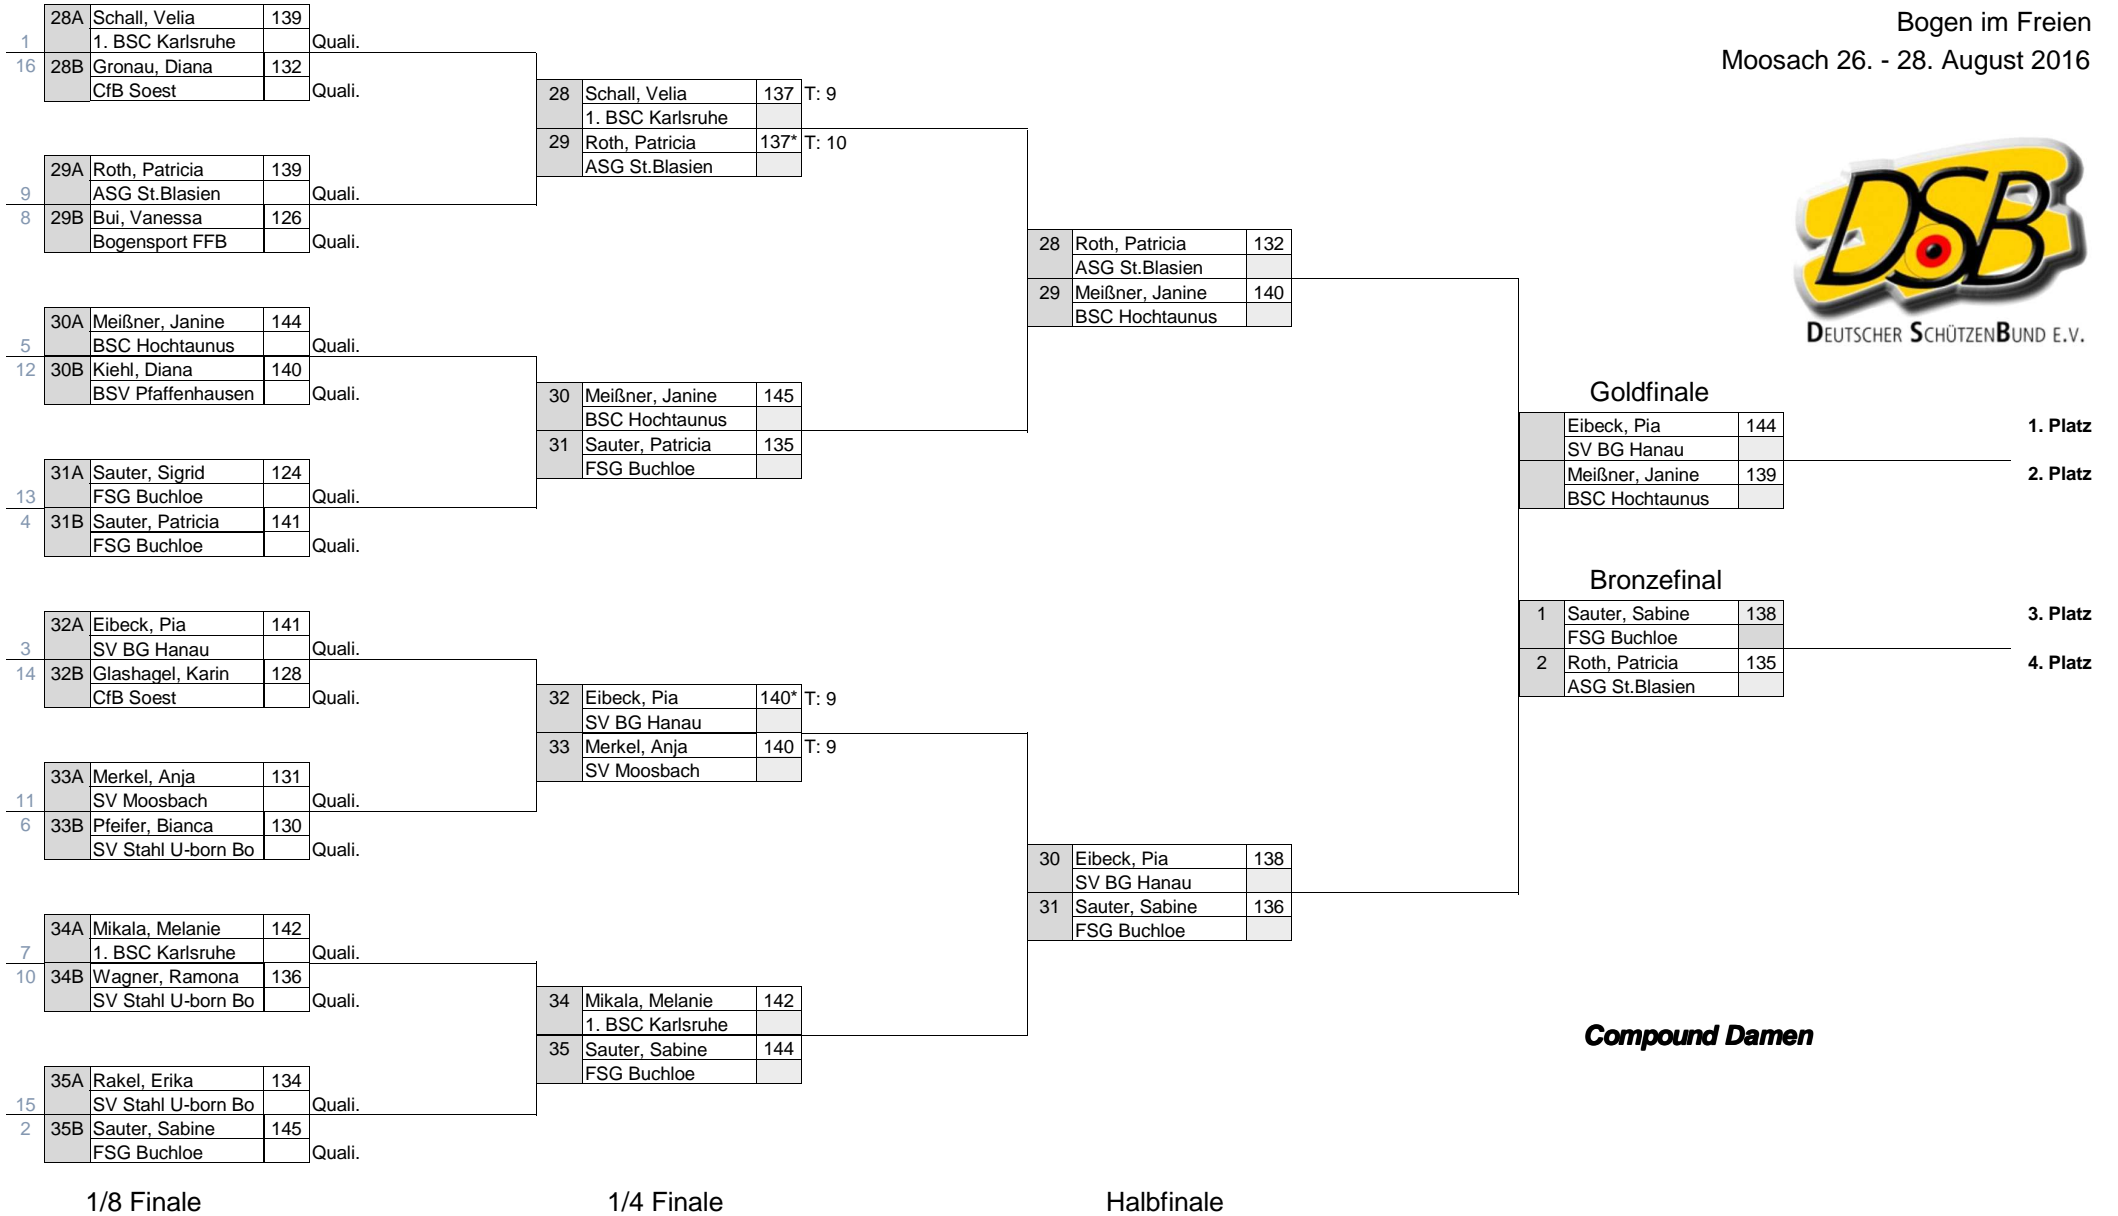 Bogen im Freien
Moosach 26. - 28. August 2016
DSB
DEUTSCHER SCHÜTZENBUND E.V.
28A Schall, Velia 139
1 1. BSC Karlsruhe Quali.
16 28B Gronau, Diana 132
CfB Soest Quali.
29A Roth, Patricia 139
9 ASG St.Blasien Quali.
8 29B Bui, Vanessa 126
Bogensport FFB Quali.
30A Meißner, Janine 144
5 BSC Hochtaunus Quali.
12 30B Kiehl, Diana 140
BSV Pfaffenhausen Quali.
31A Sauter, Sigrid 124
13 FSG Buchloe Quali.
4 31B Sauter, Patricia 141
FSG Buchloe Quali.
32A Eibeck, Pia 141
3 SV BG Hanau Quali.
14 32B Glashagel, Karin 128
CfB Soest Quali.
33A Merkel, Anja 131
11 SV Moosbach Quali.
6 33B Pfeifer, Bianca 130
SV Stahl U-born Bo Quali.
34A Mikala, Melanie 142
7 1. BSC Karlsruhe Quali.
10 34B Wagner, Ramona 136
SV Stahl U-born Bo Quali.
35A Rakel, Erika 134
15 SV Stahl U-born Bo Quali.
2 35B Sauter, Sabine 145
FSG Buchloe Quali.
1/8 Finale
28 Schall, Velia 137 T: 9
1. BSC Karlsruhe
29 Roth, Patricia 137* T: 10
ASG St.Blasien
30 Meißner, Janine 145
BSC Hochtaunus
31 Sauter, Patricia 135
FSG Buchloe
32 Eibeck, Pia 140* T: 9
SV BG Hanau
33 Merkel, Anja 140 T: 9
SV Moosbach
34 Mikala, Melanie 142
1. BSC Karlsruhe
35 Sauter, Sabine 144
FSG Buchloe
1/4 Finale
28 Roth, Patricia 132
ASG St.Blasien
29 Meißner, Janine 140
BSC Hochtaunus
30 Eibeck, Pia 138
SV BG Hanau
31 Sauter, Sabine 136
FSG Buchloe
Halbfinale
Goldfinale
Eibeck, Pia 144 1. Platz
SV BG Hanau
Meißner, Janine 139 2. Platz
BSC Hochtaunus
Bronzefinal
1 Sauter, Sabine 138 3. Platz
FSG Buchloe
2 Roth, Patricia 135 4. Platz
ASG St.Blasien
Compound Damen